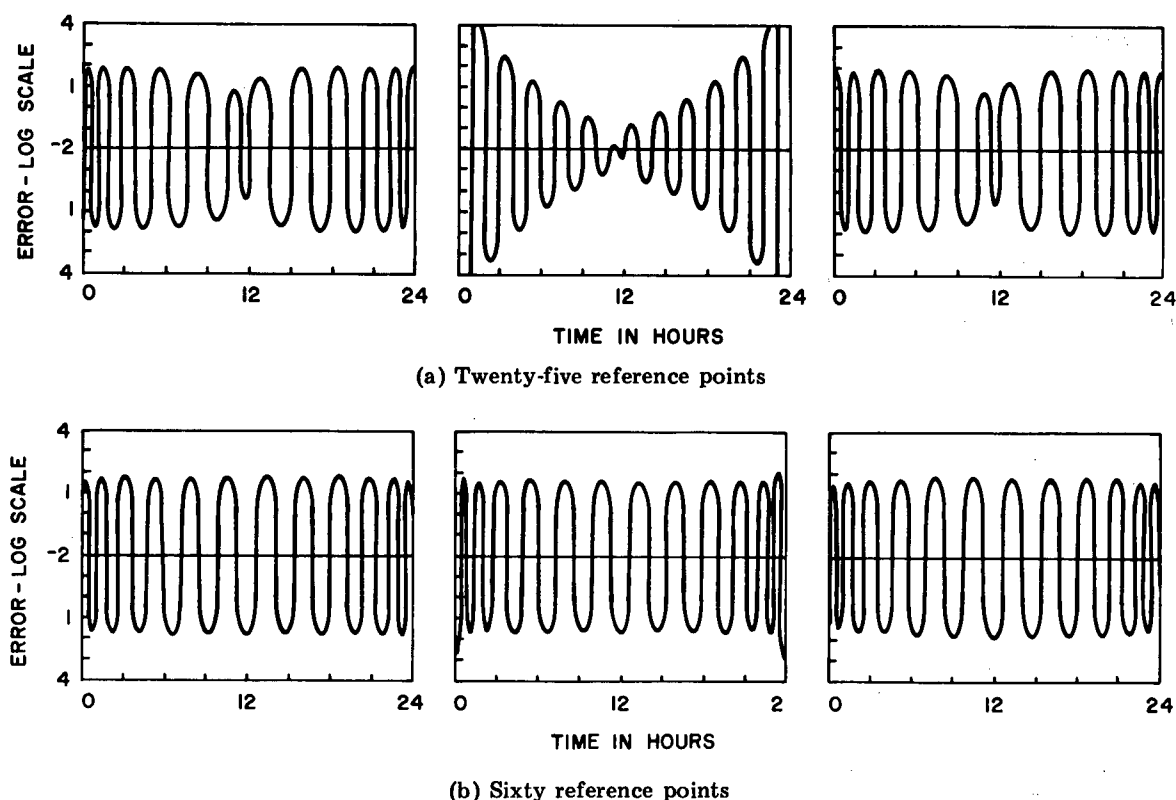 4
1
-2
1
4
ERROR - LOG SCALE
0 12 24
0 12 24
0 12 24
TIME IN HOURS
(a) Twenty-five reference points
4
1
-2
1
4
ERROR - LOG SCALE
0 12 24
0 12 2
0 12 24
TIME IN HOURS
(b) Sixty reference points